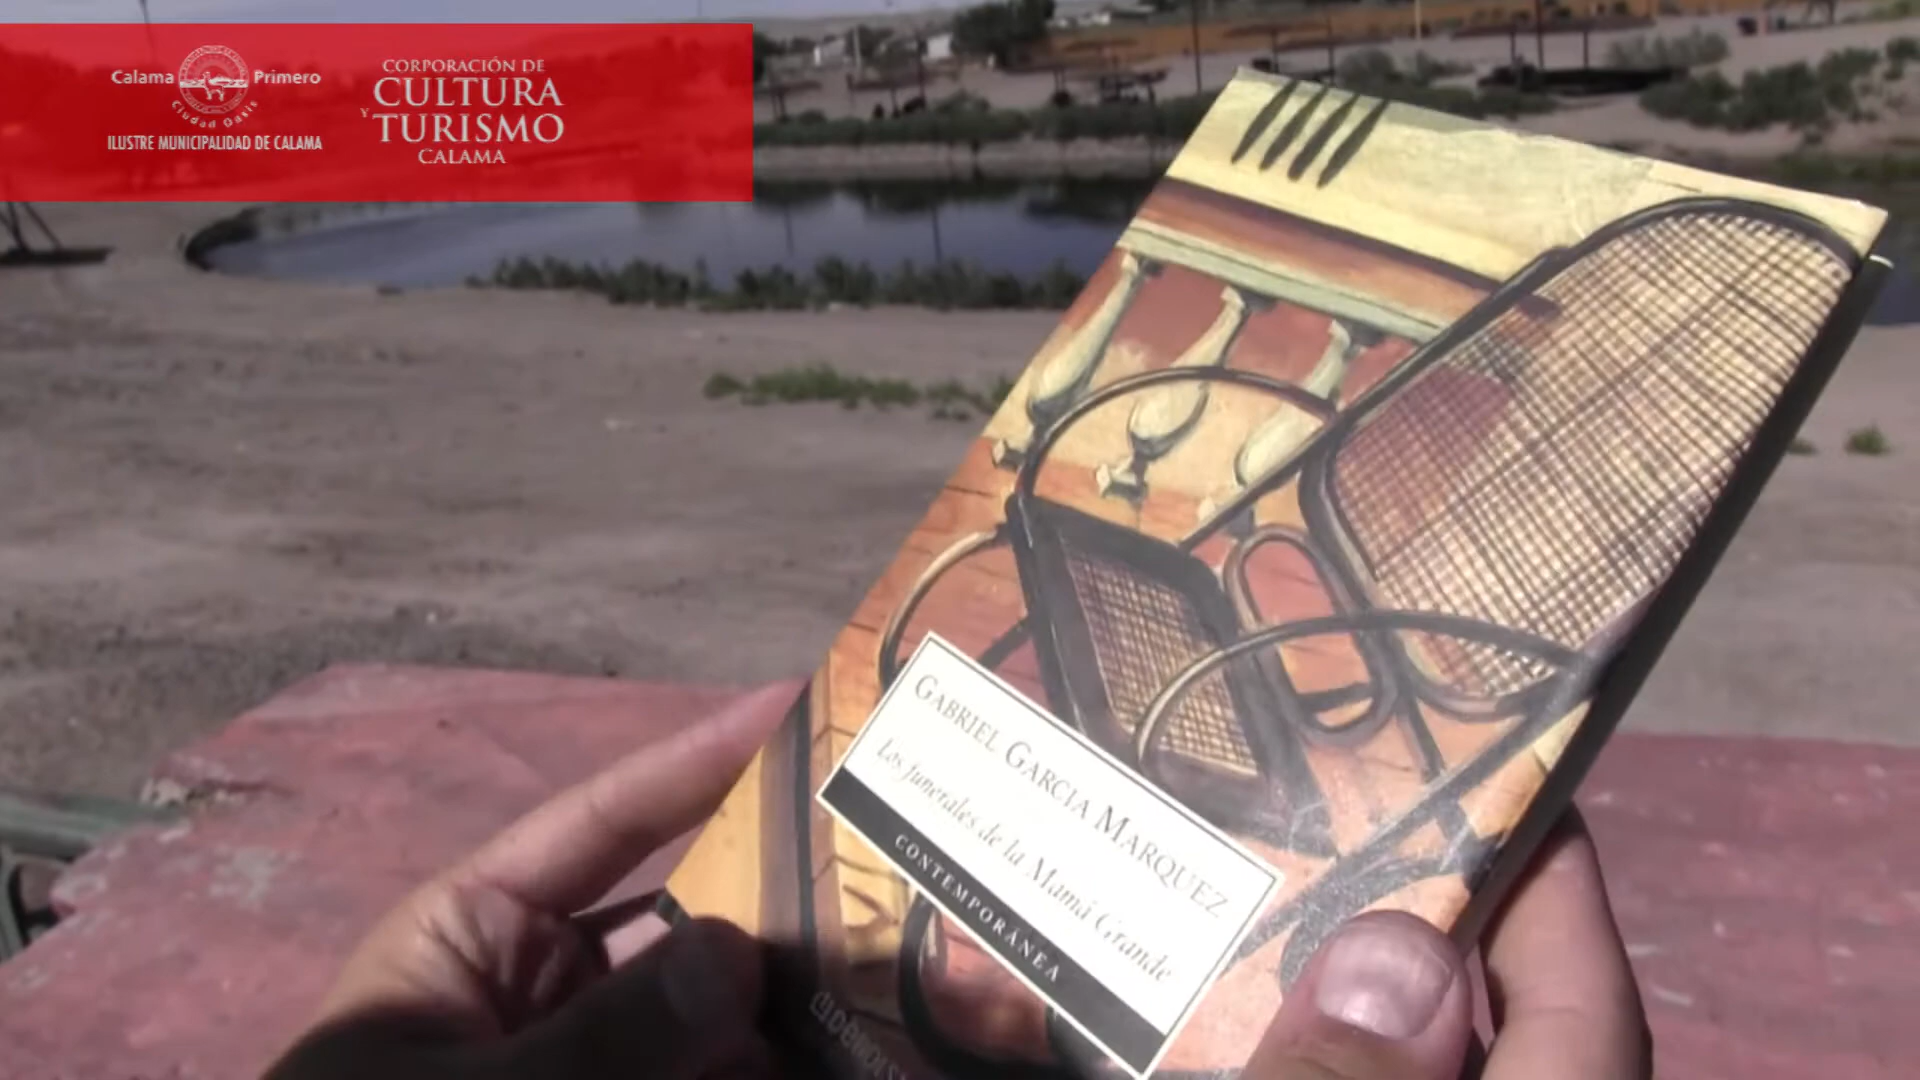 Calama Primero
Ciudad Oasis
ILUSTRE MUNICIPALIDAD DE CALAMA
CORPORACIÓN DE
CULTURA
Y TURISMO
CALAMA
GABRIEL GARCIA MARQUEZ
Los funerales de la Mamá Grande
CONTEMPORÁNEA